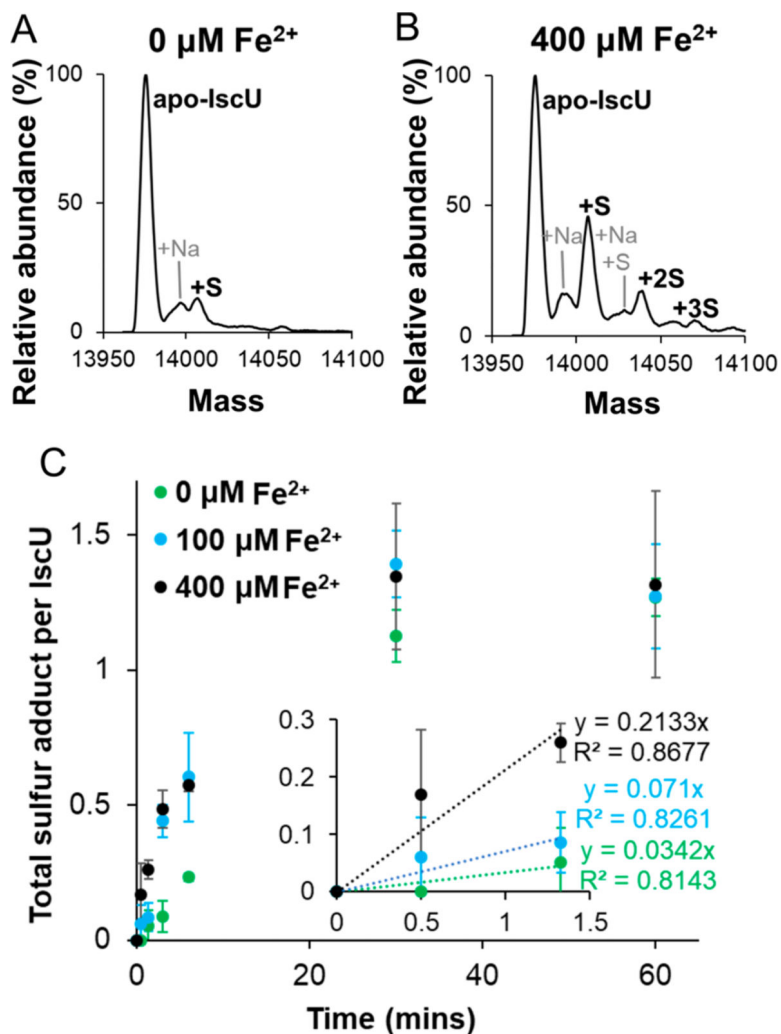 A
0 µM Fe²⁺
Relative abundance (%)
100
50
0
apo-IscU
+Na
+S
13950
14000
14050
14100
Mass
B
400 µM Fe²⁺
Relative abundance (%)
100
50
0
apo-IscU
+S
+Na
+Na
+S
+2S
+3S
13950
14000
14050
14100
Mass
C
Total sulfur adduct per IscU
1.5
1
0.5
0
0 µM Fe²⁺
100 µM Fe²⁺
400 µM Fe²⁺
0.3
0.2
0.1
0
0
0.5
1
1.5
y = 0.2133x
R² = 0.8677
y = 0.071x
R² = 0.8261
y = 0.0342x
R² = 0.8143
0
20
40
60
Time (mins)